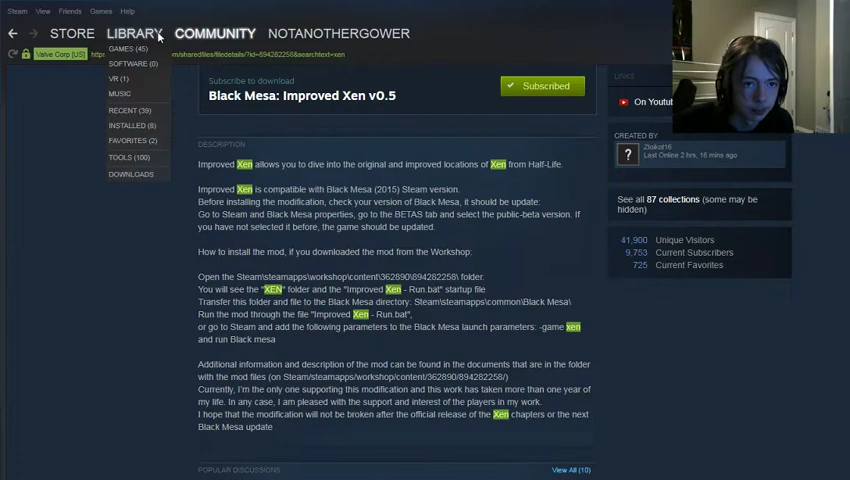 Steam View Friends Games Help
STORE LIBRARY COMMUNITY NOTANOTHERGOWER
GAMES (45)
Valve Corp [US] https m/sharedfiles/filedetails/?id=894282258&searchtext=xen
SOFTWARE (0)
VR (1)
MUSIC
RECENT (39)
INSTALLED (8)
FAVORITES (2)
TOOLS (100)
DOWNLOADS
Subscribe to download
Black Mesa: Improved Xen v0.5
Subscribed
DESCRIPTION
Improved Xen allows you to dive into the original and improved locations of Xen from Half-Life.
Improved Xen is compatible with Black Mesa (2015) Steam version.
Before installing the modification, check your version of Black Mesa, it should be update:
Go to Steam and Black Mesa properties, go to the BETAS tab and select the public-beta version. If
you have not selected it before, the game should be updated.
How to install the mod, if you downloaded the mod from the Workshop:
Open the Steam\steamapps\workshop\content\362890\894282258\ folder.
You will see the "XEN" folder and the "Improved Xen - Run.bat" startup file
Transfer this folder and file to the Black Mesa directory: Steam\steamapps\common\Black Mesa\
Run the mod through the file "Improved Xen - Run.bat",
or go to Steam and add the following parameters to the Black Mesa launch parameters: -game xen
and run Black mesa
Additional information and description of the mod can be found in the documents that are in the folder
with the mod files (on Steam/steamapps/workshop/content/362890/894282258/)
Currently, I'm the only one supporting this modification and this work has taken more than one year of
my life. In any case, I am pleased with the support and interest of the players in my work.
I hope that the modification will not be broken after the official release of the Xen chapters or the next
Black Mesa update
POPULAR DISCUSSIONS View All (10)
LINKS
On Youtu
CREATED BY
?
Zloikot16
Last Online 2 hrs, 16 mins ago
See all 87 collections (some may be
hidden)
41,900 Unique Visitors
9,753 Current Subscribers
725 Current Favorites